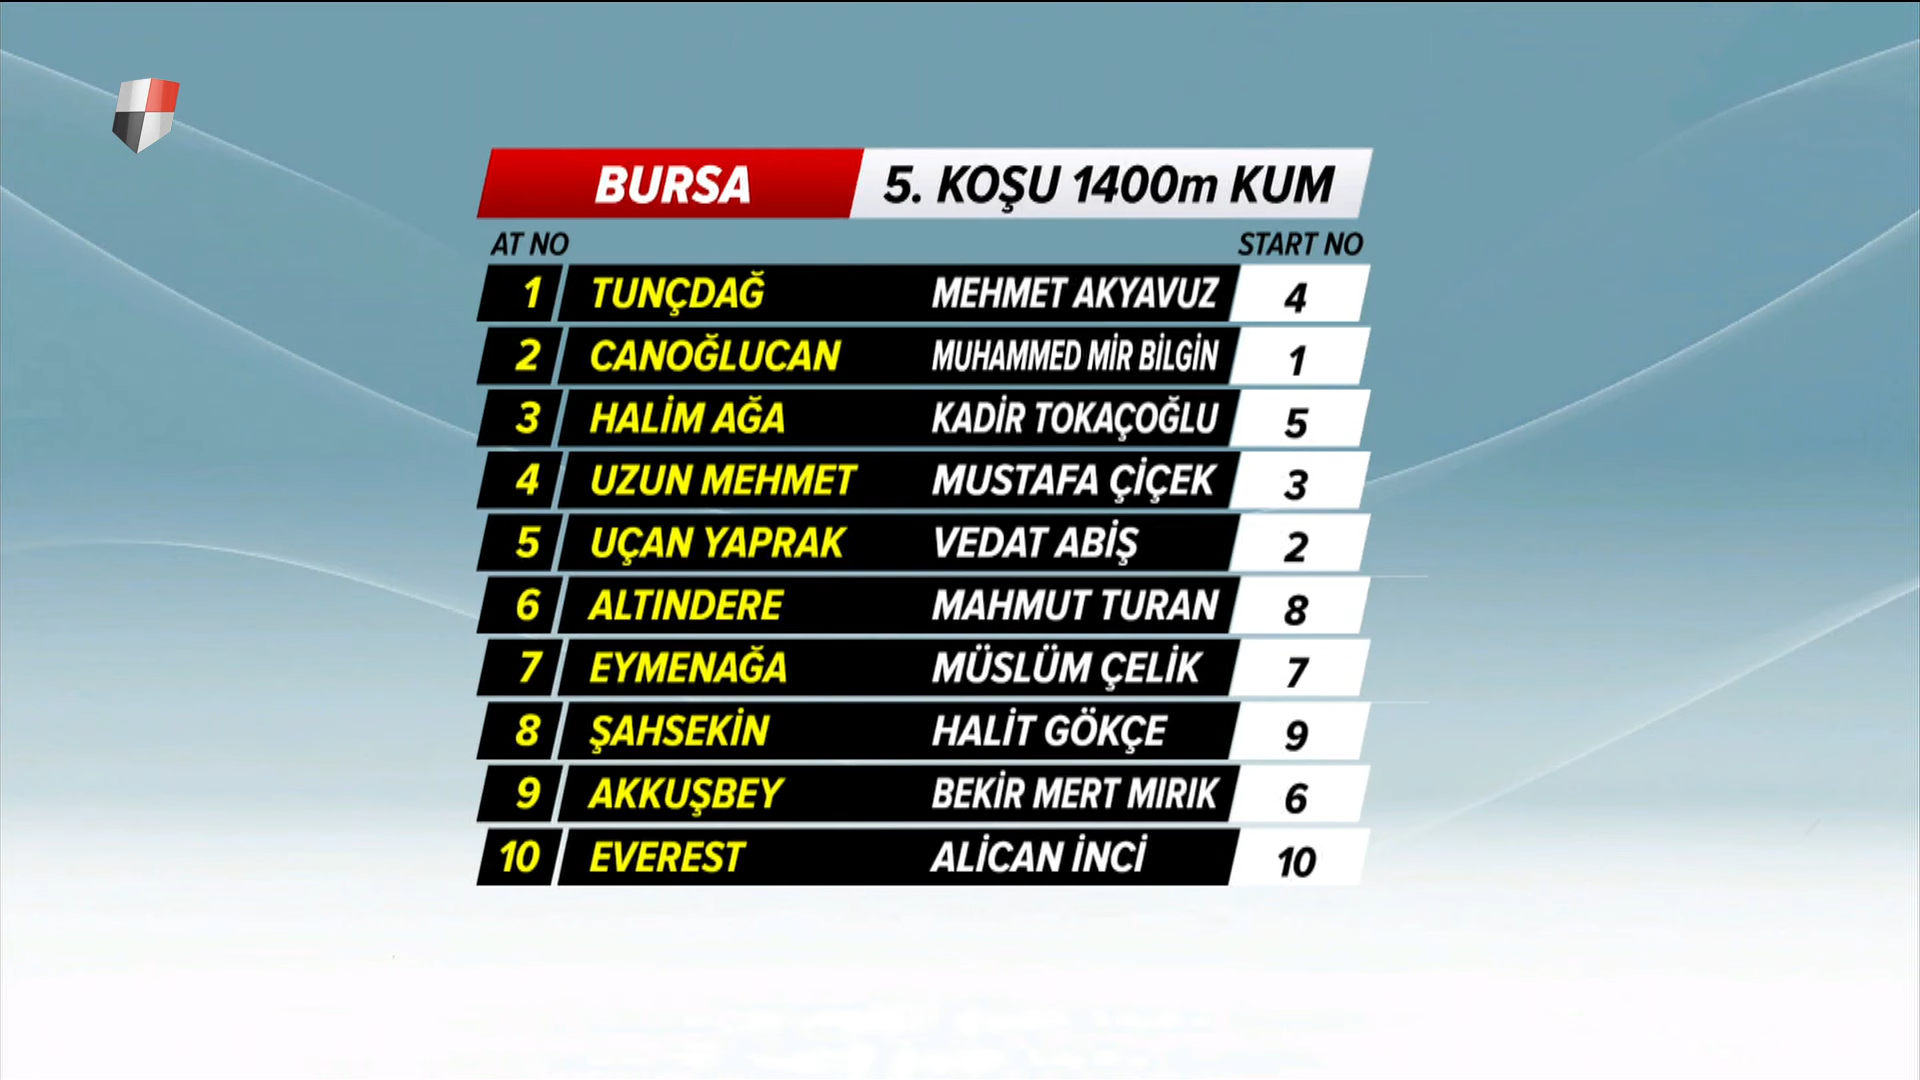 BURSA 5. KOŞU 1400m KUM
AT NO START NO
1 TUNÇDAĞ MEHMET AKYAVUZ 4
2 CANOĞLUCAN MUHAMMED MİR BİLGİN 1
3 HALİM AĞA KADİR TOKAÇOĞLU 5
4 UZUN MEHMET MUSTAFA ÇİÇEK 3
5 UÇAN YAPRAK VEDAT ABİŞ 2
6 ALTINDERE MAHMUT TURAN 8
7 EYMENAĞA MÜSLÜM ÇELİK 7
8 ŞAHSEKİN HALİT GÖKÇE 9
9 AKKUŞBEY BEKİR MERT MIRIK 6
10 EVEREST ALİCAN İNCİ 10